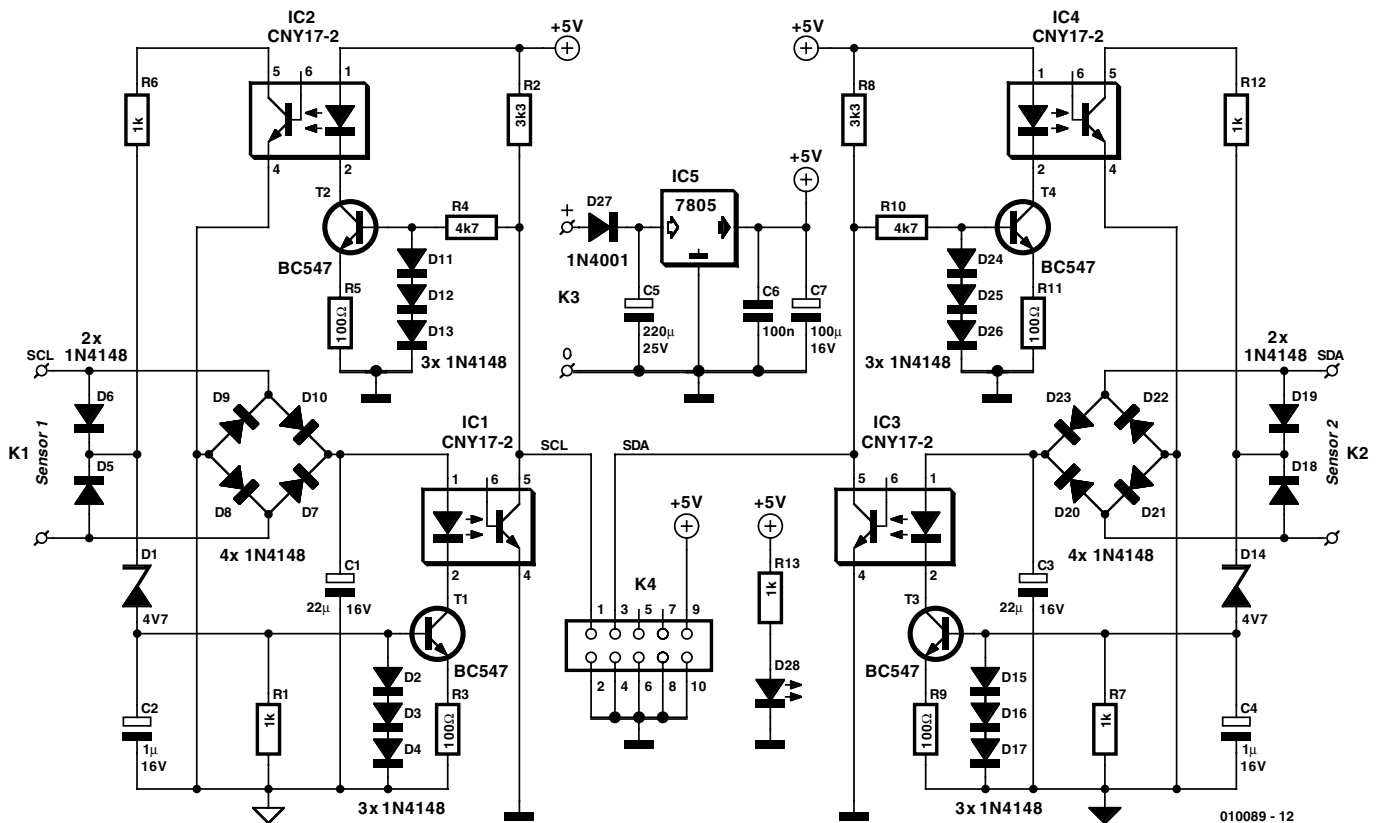 IC2
CNY17-2
+5V
+5V
IC4
CNY17-2
5
6
1
1
6
5
R6
1k
R2
3k3
R8
3k3
R12
1k
4
2
2
4
T2
R4
4k7
BC547
R5
100Ω
D11
D12
D13
3x 1N4148
+5V
IC5
7805
D27
+
1N4001
K3
C5
220µ
25V
C6
100n
C7
100µ
16V
0
R10
4k7
T4
BC547
R11
100Ω
D24
D25
D26
3x 1N4148
2x
1N4148
SCL
D6
D5
K1
Sensor 1
D9
D10
D8
D7
4x 1N4148
IC1
CNY17-2
SCL
1
6
5
2
4
SDA
IC3
CNY17-2
5
6
1
4
2
2x
1N4148
SDA
D19
D18
K2
Sensor 2
D23
D22
D20
D21
4x 1N4148
+5V
+5V
D1
4V7
C1
22µ
16V
T1
BC547
K4
1
3
5
7
9
2
4
6
8
10
R13
1k
D28
T3
BC547
C3
22µ
16V
D14
4V7
C2
1µ
16V
R1
1k
D2
D3
D4
R3
100Ω
3x 1N4148
R9
100Ω
D15
D16
D17
R7
1k
C4
1µ
16V
3x 1N4148
010089 - 12